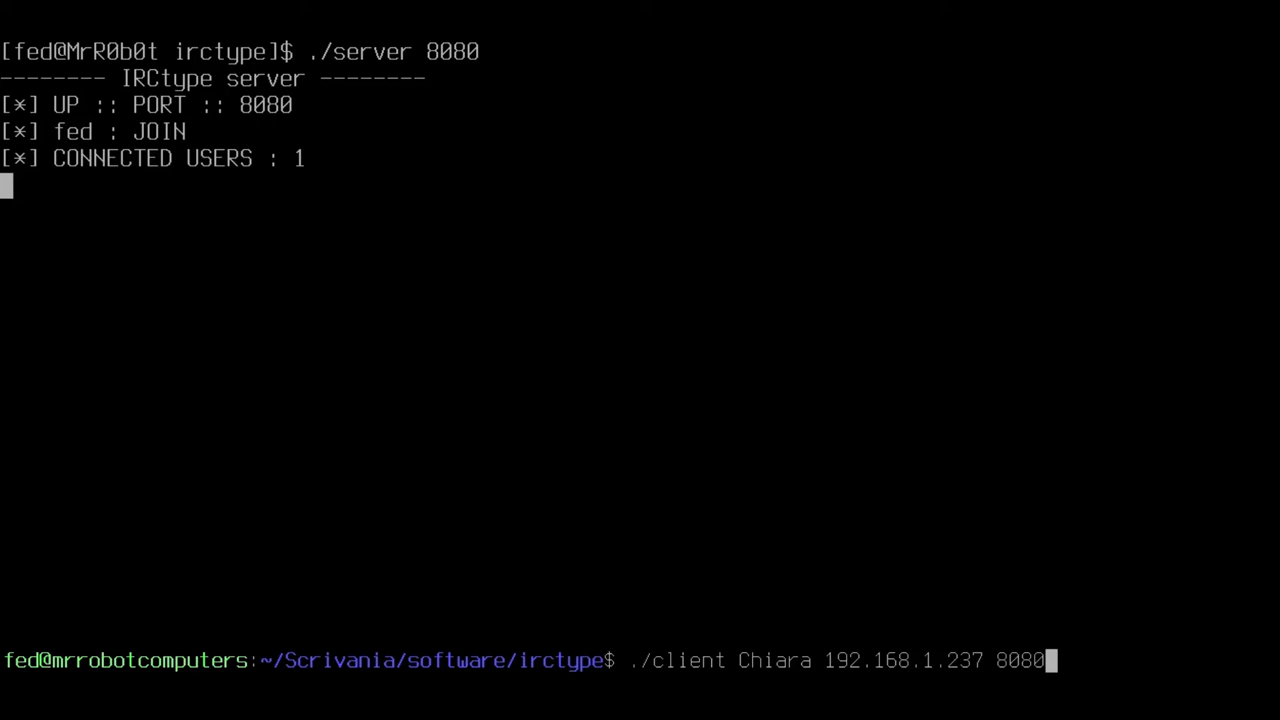 [fed@MrR0b0t irctype]$ ./server 8080
-------- IRCtype server --------
[*] UP :: PORT :: 8080
[*] fed : JOIN
[*] CONNECTED USERS : 1
fed@mrrobotcomputers:~/Scrivania/software/irctype$ ./client Chiara 192.168.1.237 8080